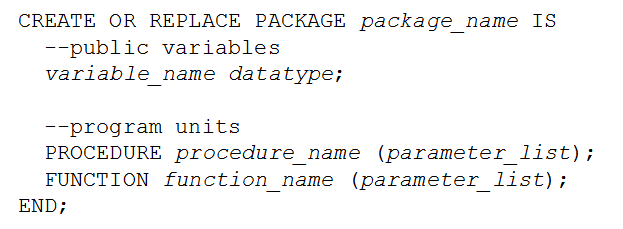 CREATE OR REPLACE PACKAGE package_name IS
--public variables
variable_name datatype;
--program units
PROCEDURE procedure_name (parameter_list);
FUNCTION function_name (parameter_list);
END;